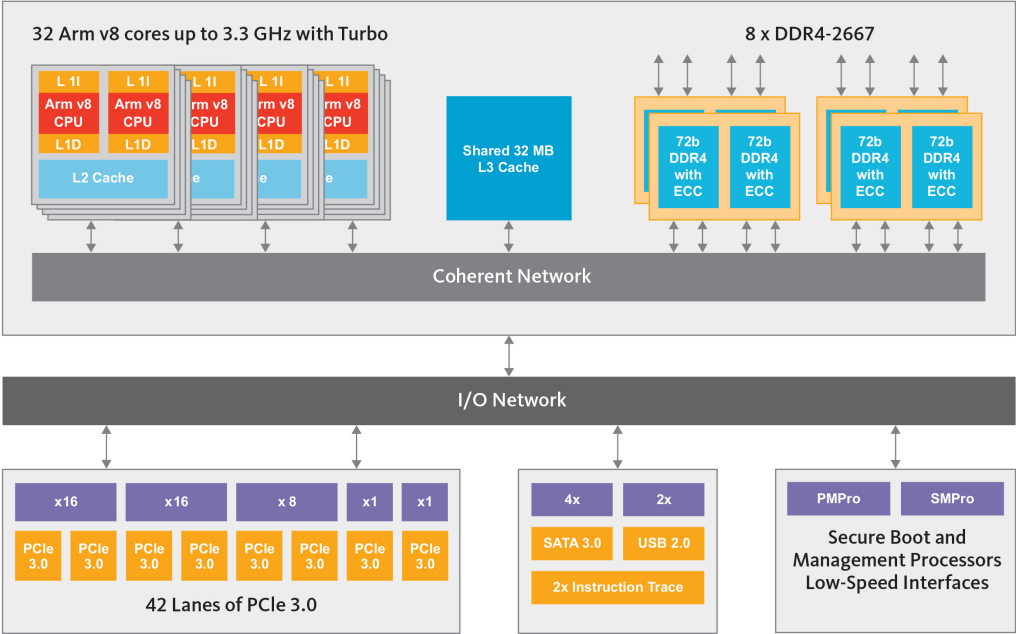 32 Arm v8 cores up to 3.3 GHz with Turbo
8 x DDR4-2667
L 1I
L 1I
L 1I
L 1I
L 1I
Arm v8
CPU
Arm v8
CPU
rm v8
CPU
rm v8
CPU
m v8
CPU
L1D
L1D
L1D
L1D
L1D
L2 Cache
e
e
e
Shared 32 MB
L3 Cache
72b
DDR4
with
ECC
72b
DDR4
with
ECC
72b
DDR4
with
ECC
72b
DDR4
with
ECC
Coherent Network
I/O Network
x16
x16
x 8
x1
x1
PCIe
3.0
PCIe
3.0
PCIe
3.0
PCIe
3.0
PCIe
3.0
PCIe
3.0
PCIe
3.0
PCIe
3.0
42 Lanes of PCIe 3.0
4x
2x
SATA 3.0
USB 2.0
2x Instruction Trace
PMPro
SMPro
Secure Boot and
Management Processors
Low-Speed Interfaces